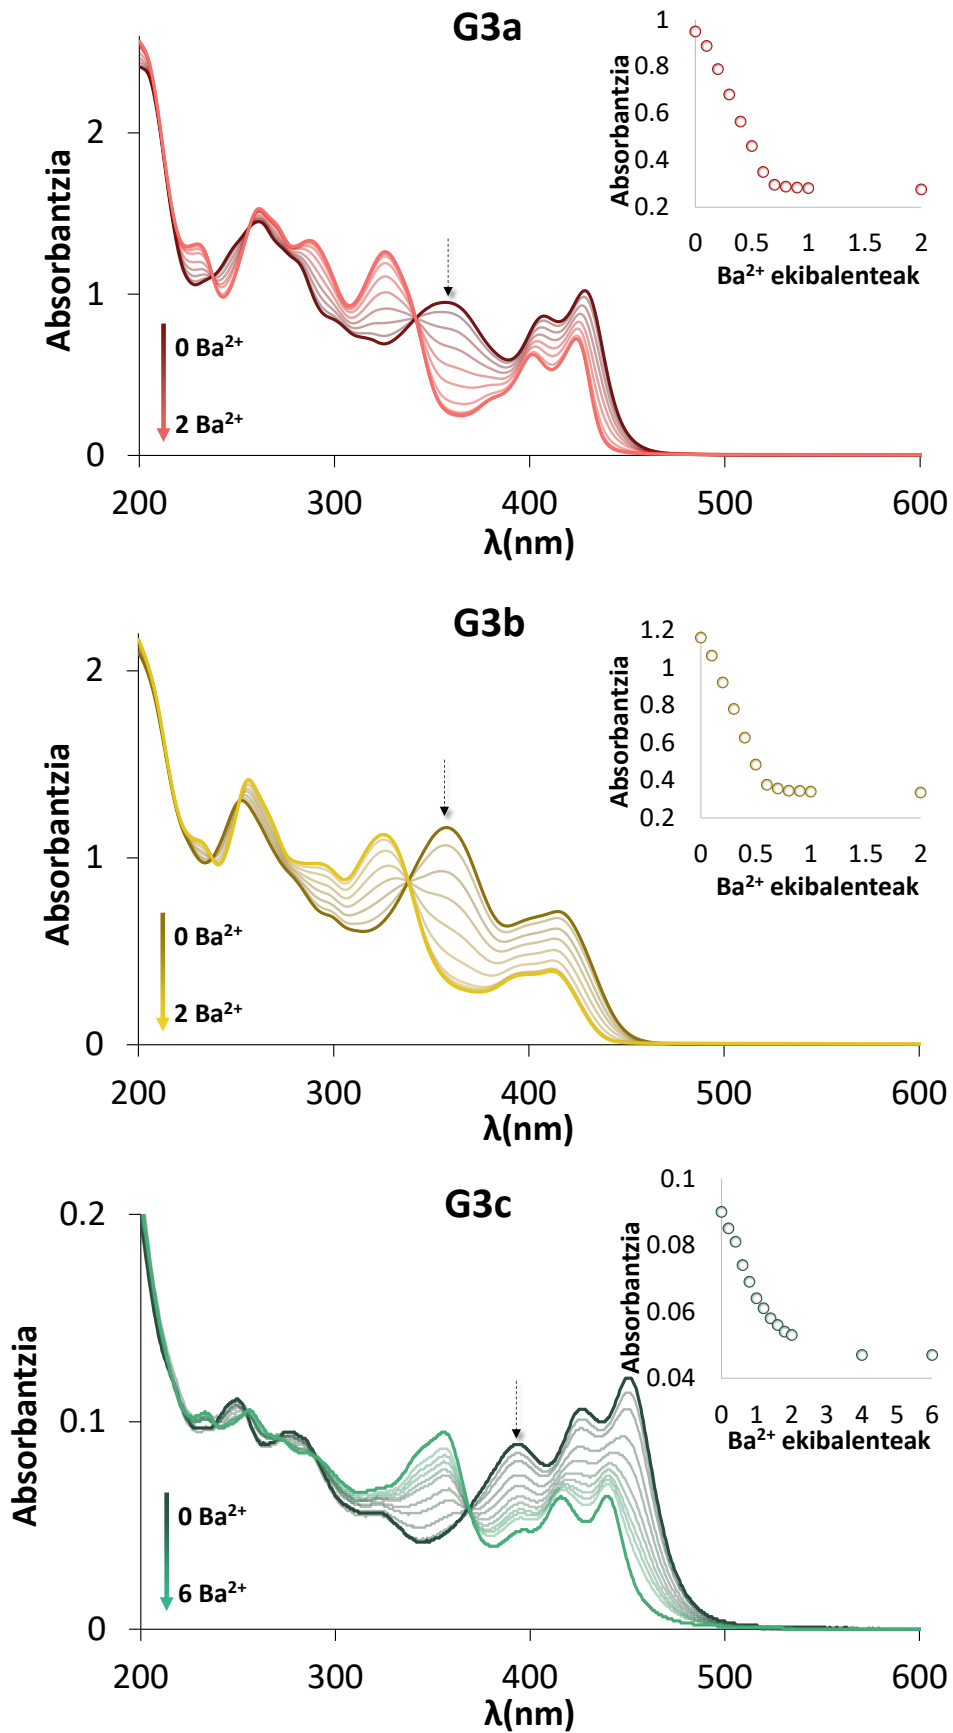 G3a
Absorbantzia
2
1
0
0 Ba²⁺
2 Ba²⁺
200 300 400 500 600
λ(nm)
Absorbantzia
1
0.8
0.6
0.4
0.2
0 0.5 1 1.5 2
Ba²⁺ ekibalenteak
G3b
Absorbantzia
2
1
0
0 Ba²⁺
2 Ba²⁺
200 300 400 500 600
λ(nm)
Absorbantzia
1.2
1
0.8
0.6
0.4
0.2
0 0.5 1 1.5 2
Ba²⁺ ekibalenteak
G3c
Absorbantzia
0.2
0.1
0
0 Ba²⁺
6 Ba²⁺
200 300 400 500 600
λ(nm)
Absorbantzia
0.1
0.08
0.06
0.04
0 1 2 3 4 5 6
Ba²⁺ ekibalenteak